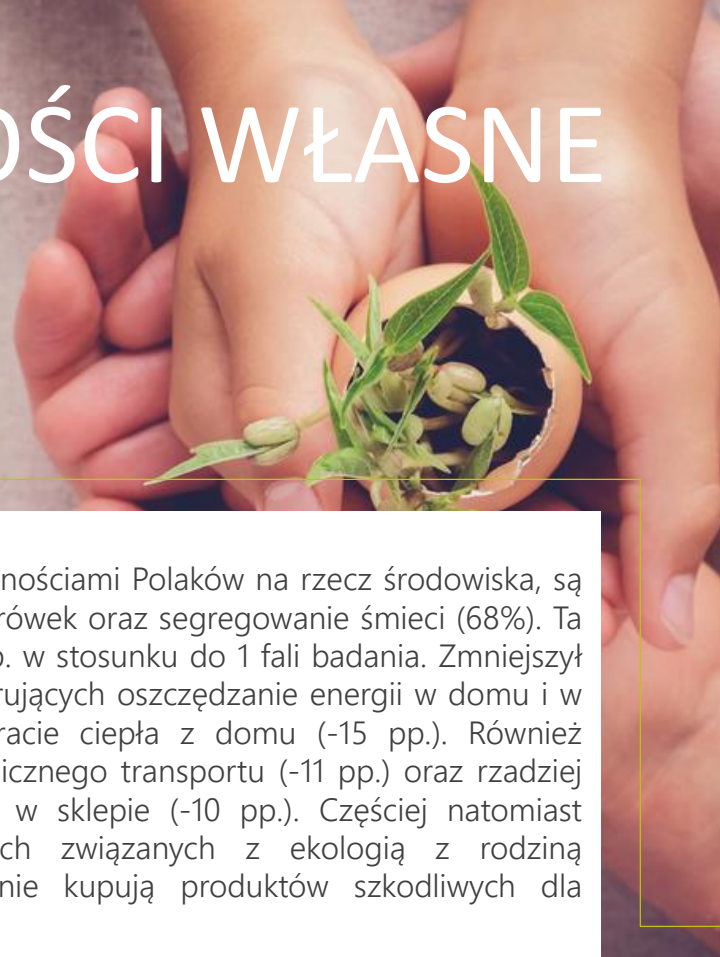 OŚCI WŁASNE
nościami Polaków na rzecz środowiska, są
rówek oraz segregowanie śmieci (68%). Ta
. w stosunku do 1 fali badania. Zmniejszył
rujących oszczędzanie energii w domu i w
racie ciepła z domu (-15 pp.). Również
icznego transportu (-11 pp.) oraz rzadziej
w sklepie (-10 pp.). Częściej natomiast
ch związanych z ekologią z rodziną
nie kupują produktów szkodliwych dla